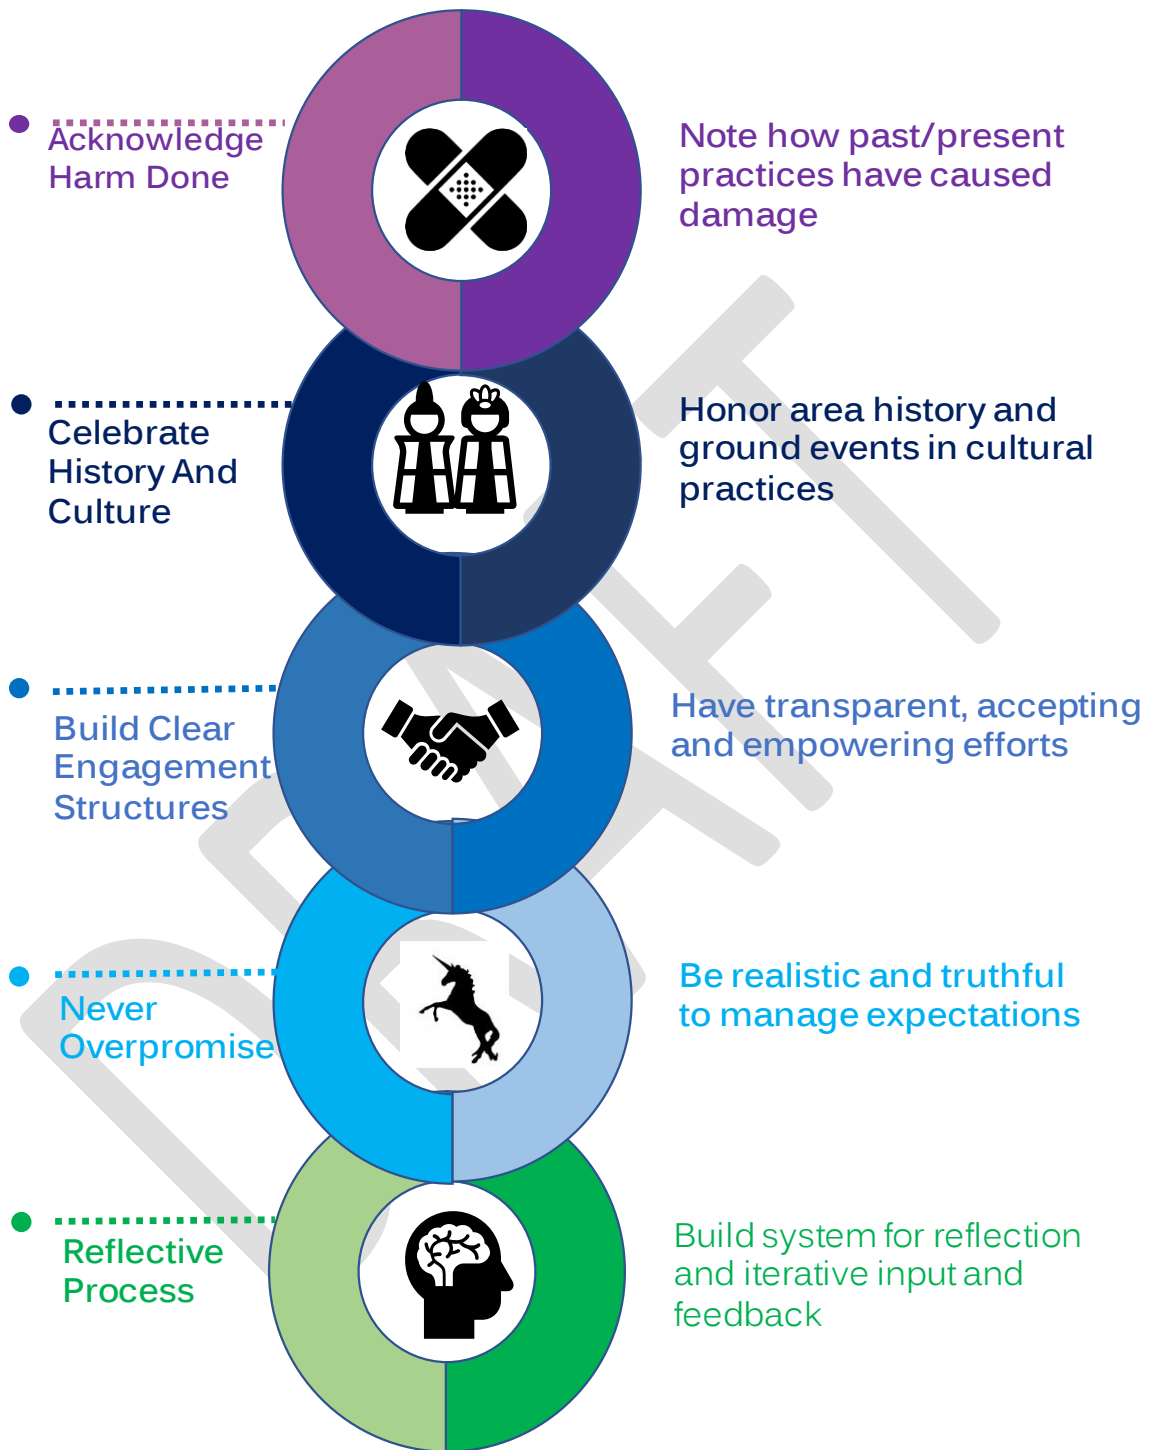 Acknowledge
Harm Done
Note how past/present
practices have caused
damage
Celebrate
History And
Culture
Honor area history and
ground events in cultural
practices
Build Clear
Engagement
Structures
Have transparent, accepting
and empowering efforts
Never
Overpromise
Be realistic and truthful
to manage expectations
Reflective
Process
Build system for reflection
and iterative input and
feedback
DRAFT